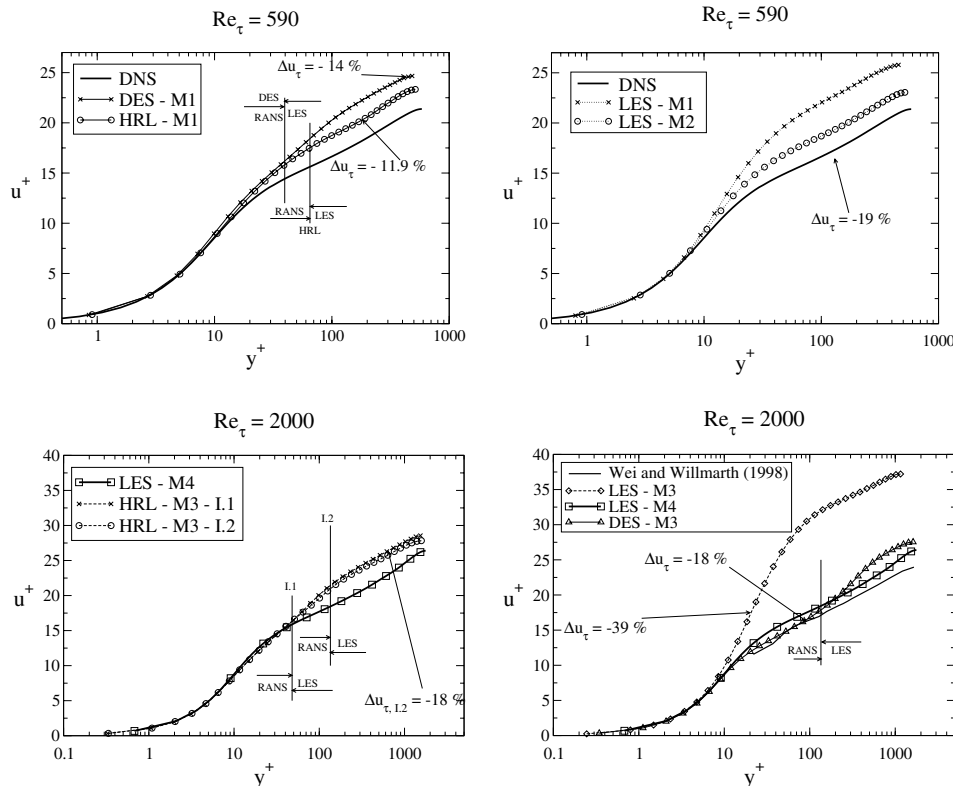 Re_τ = 590
25
20
15
10
5
0
u⁺
DNS
DES - M1
HRL - M1
Δu_τ = - 14 %
DES
LES
RANS
Δu_τ = - 11.9 %
RANS
LES
HRL
1
10
100
1000
y⁺
Re_τ = 590
25
20
15
10
5
0
u⁺
DNS
LES - M1
LES - M2
Δu_τ = -19 %
1
10
100
1000
y⁺
Re_τ = 2000
40
35
30
25
20
15
10
5
0
u⁺
LES - M4
HRL - M3 - I.1
HRL - M3 - I.2
I.2
I.1
RANS
LES
RANS
LES
Δu_τ, I.2 = -18 %
0.1
1
10
100
1000
y⁺
Re_τ = 2000
40
35
30
25
20
15
10
5
0
u⁺
Wei and Willmarth (1998)
LES - M3
LES - M4
DES - M3
Δu_τ = -18 %
Δu_τ = -39 %
RANS
LES
0.1
1
10
100
1000
y⁺